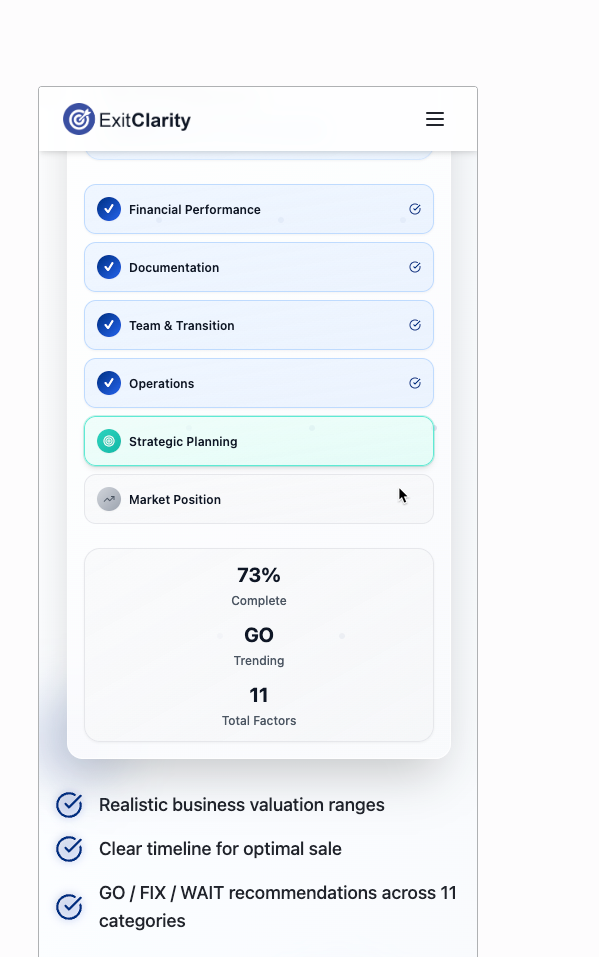 ExitClarity
Financial Performance
Documentation
Team & Transition
Operations
Strategic Planning
Market Position
73%
Complete
GO
Trending
11
Total Factors
Realistic business valuation ranges
Clear timeline for optimal sale
GO / FIX / WAIT recommendations across 11
categories